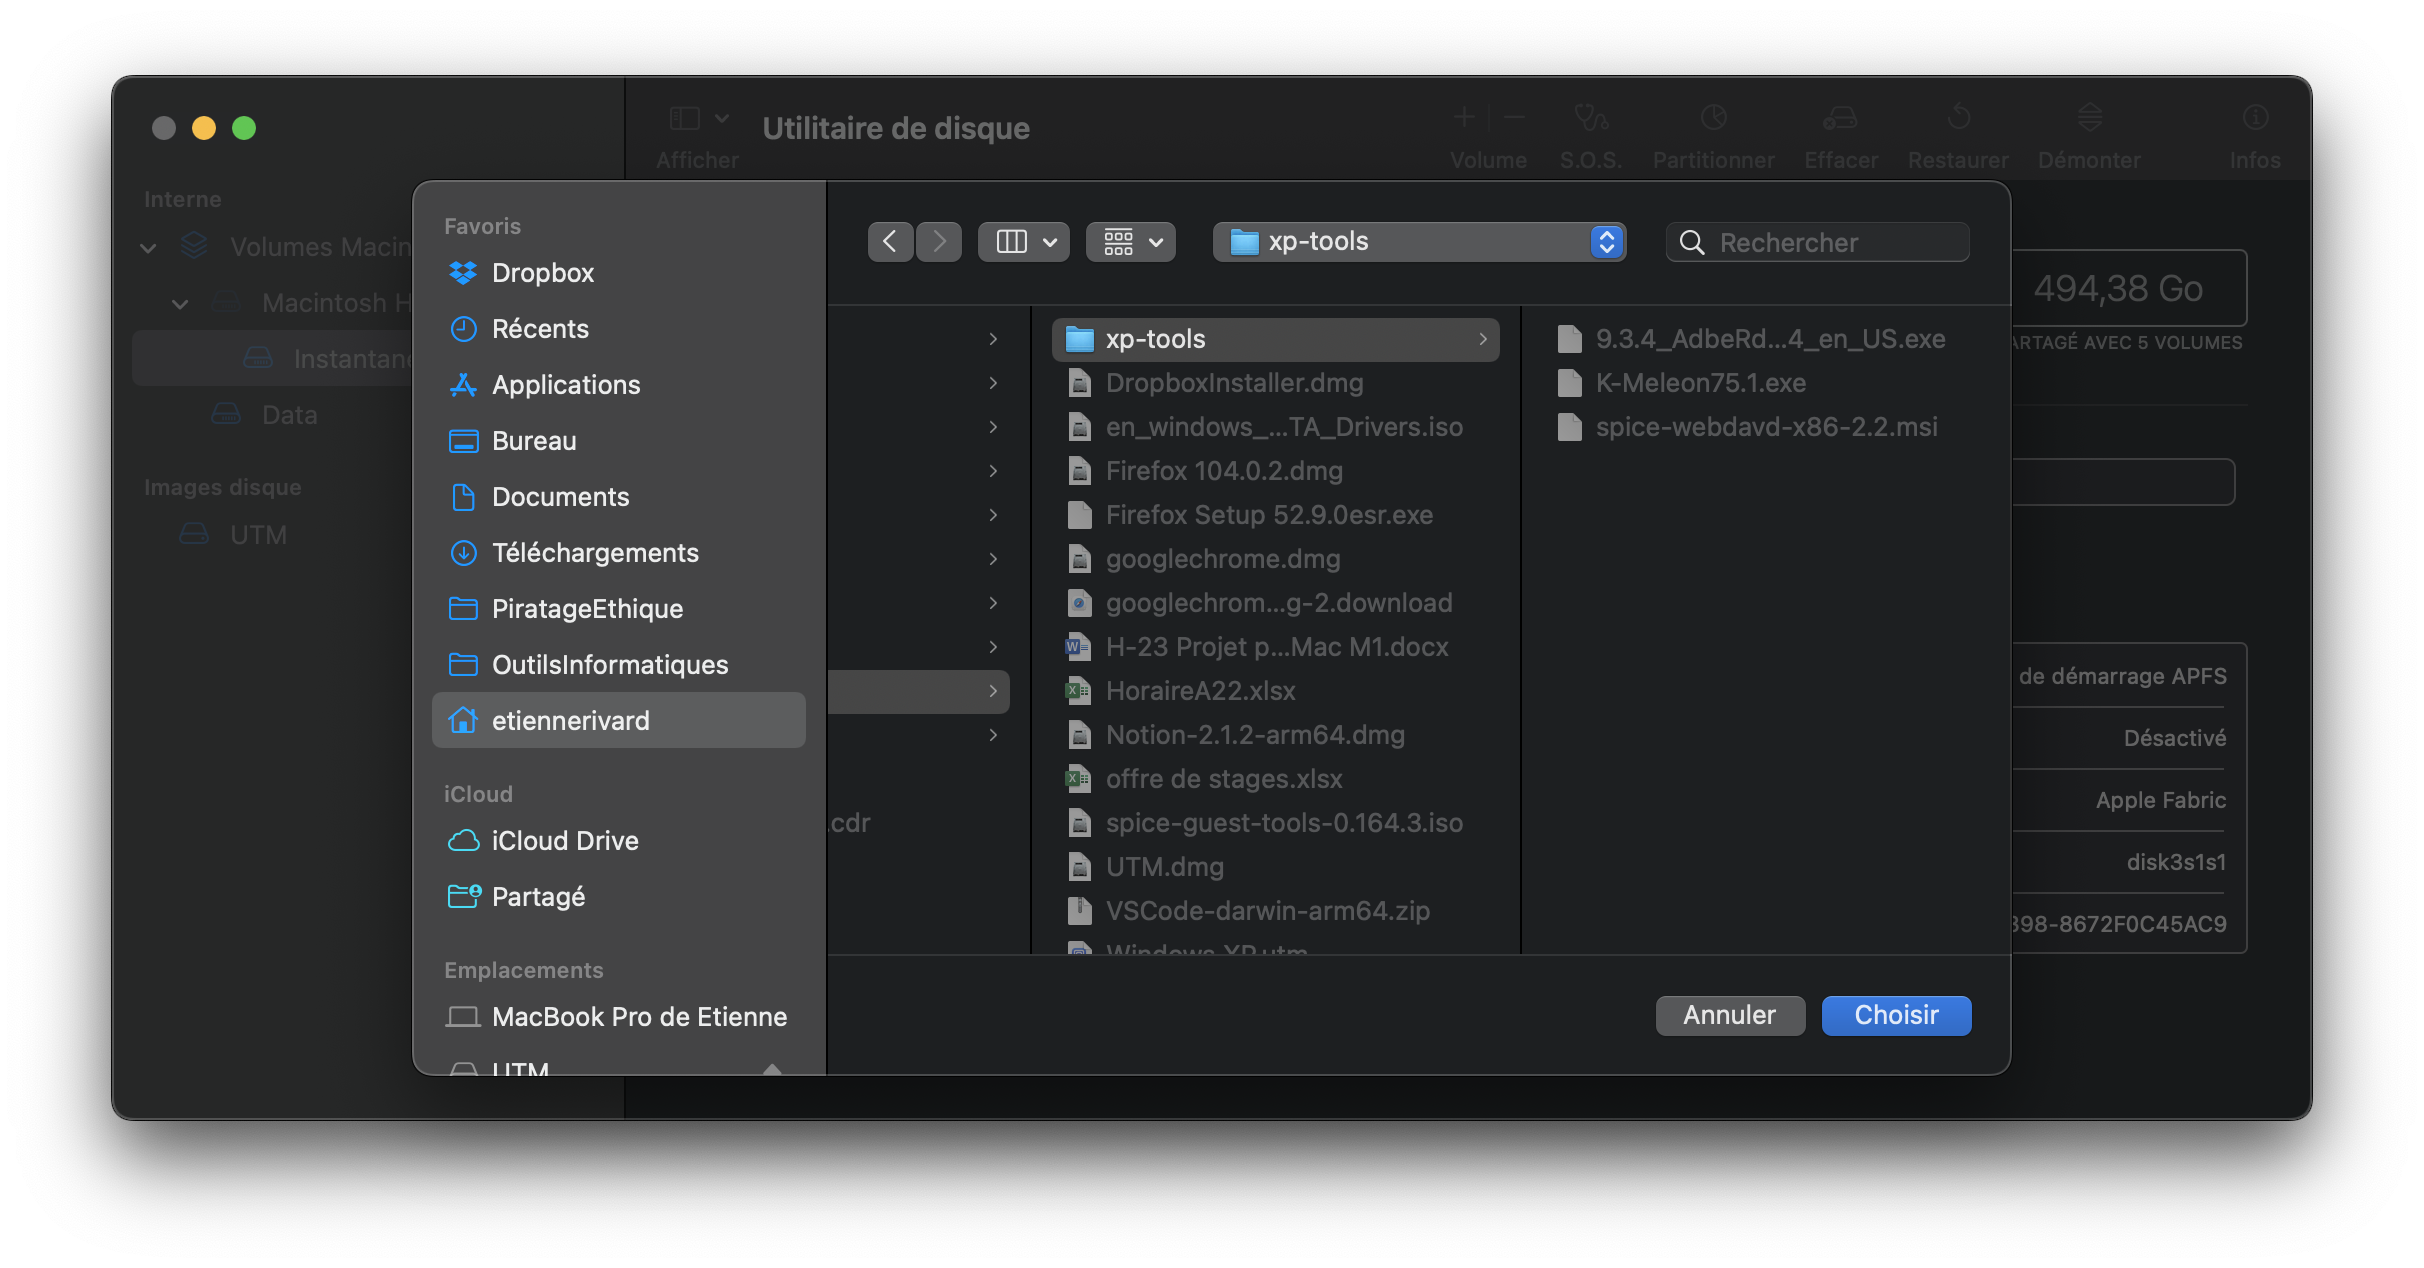 Utilitaire de disque
Afficher
Volume
S.O.S.
Partitionner
Effacer
Restaurer
Démonter
Infos
Interne
Volumes Macin
Macintosh H
Instantané
Data
Images disque
UTM
Favoris
Dropbox
Récents
Applications
Bureau
Documents
Téléchargements
PiratageEthique
OutilsInformatiques
etiennerivard
iCloud
iCloud Drive
Partagé
Emplacements
MacBook Pro de Etienne
UTM
xp-tools
Rechercher
.cdr
xp-tools
DropboxInstaller.dmg
en_windows_...TA_Drivers.iso
Firefox 104.0.2.dmg
Firefox Setup 52.9.0esr.exe
googlechrome.dmg
googlechrom...g-2.download
H-23 Projet p...Mac M1.docx
HoraireA22.xlsx
Notion-2.1.2-arm64.dmg
offre de stages.xlsx
spice-guest-tools-0.164.3.iso
UTM.dmg
VSCode-darwin-arm64.zip
Windows XP.utm
9.3.4_AdbeRd...4_en_US.exe
K-Meleon75.1.exe
spice-webdavd-x86-2.2.msi
Annuler
Choisir
494,38 Go
ARTAGÉ AVEC 5 VOLUMES
de démarrage APFS
Désactivé
Apple Fabric
disk3s1s1
398-8672F0C45AC9